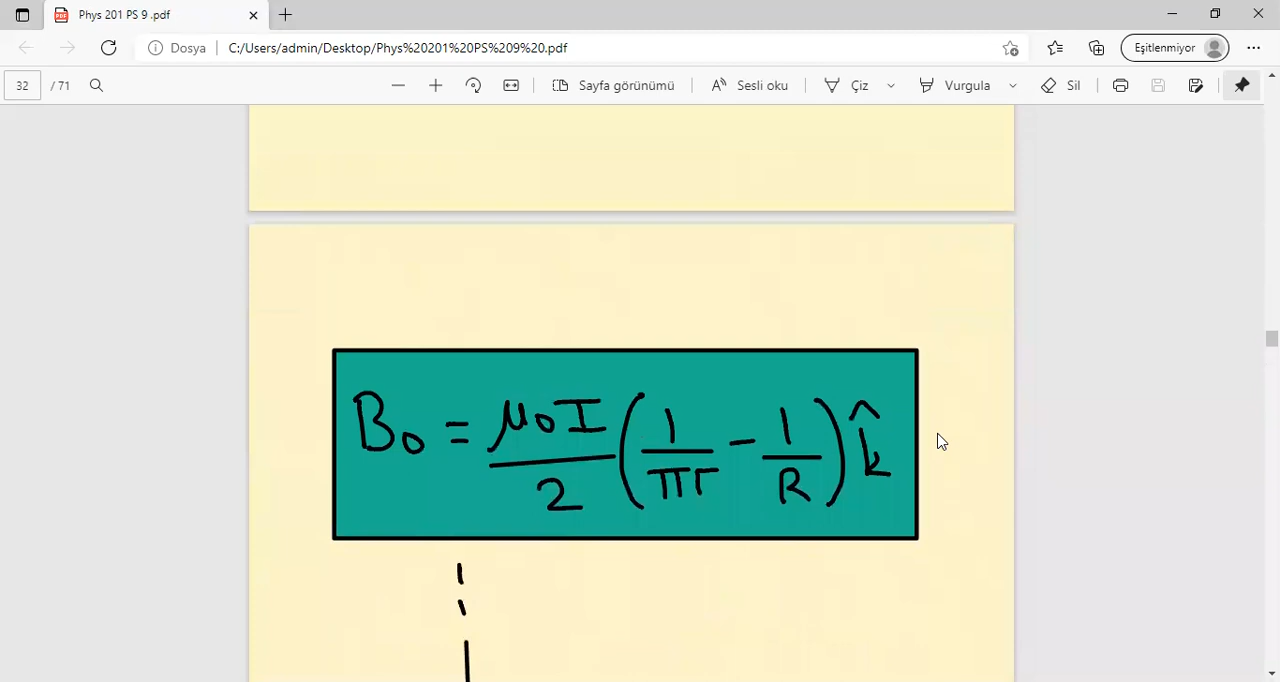 Phys 201 PS 9 .pdf
Dosya C:/Users/admin/Desktop/Phys%20201%20PS%209%20.pdf Eşitlenmiyor
32 / 71 Sayfa görünümü Sesli oku Çiz Vurgula Sil
B₀ = μ₀I/2 (1/πr − 1/R) k̂